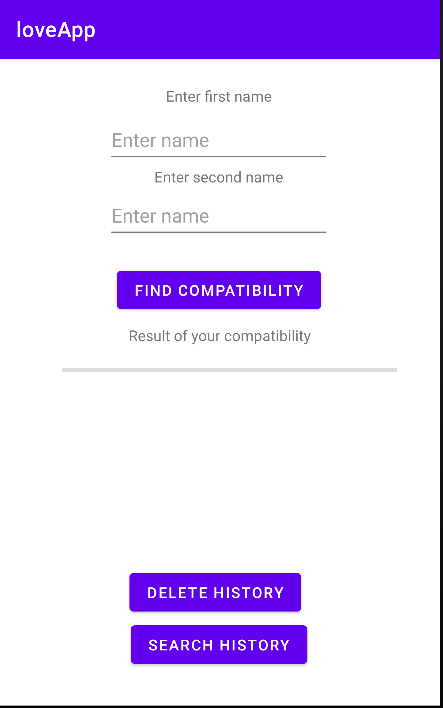 loveApp
Enter first name
Enter name
Enter second name
Enter name
FIND COMPATIBILITY
Result of your compatibility
DELETE HISTORY
SEARCH HISTORY